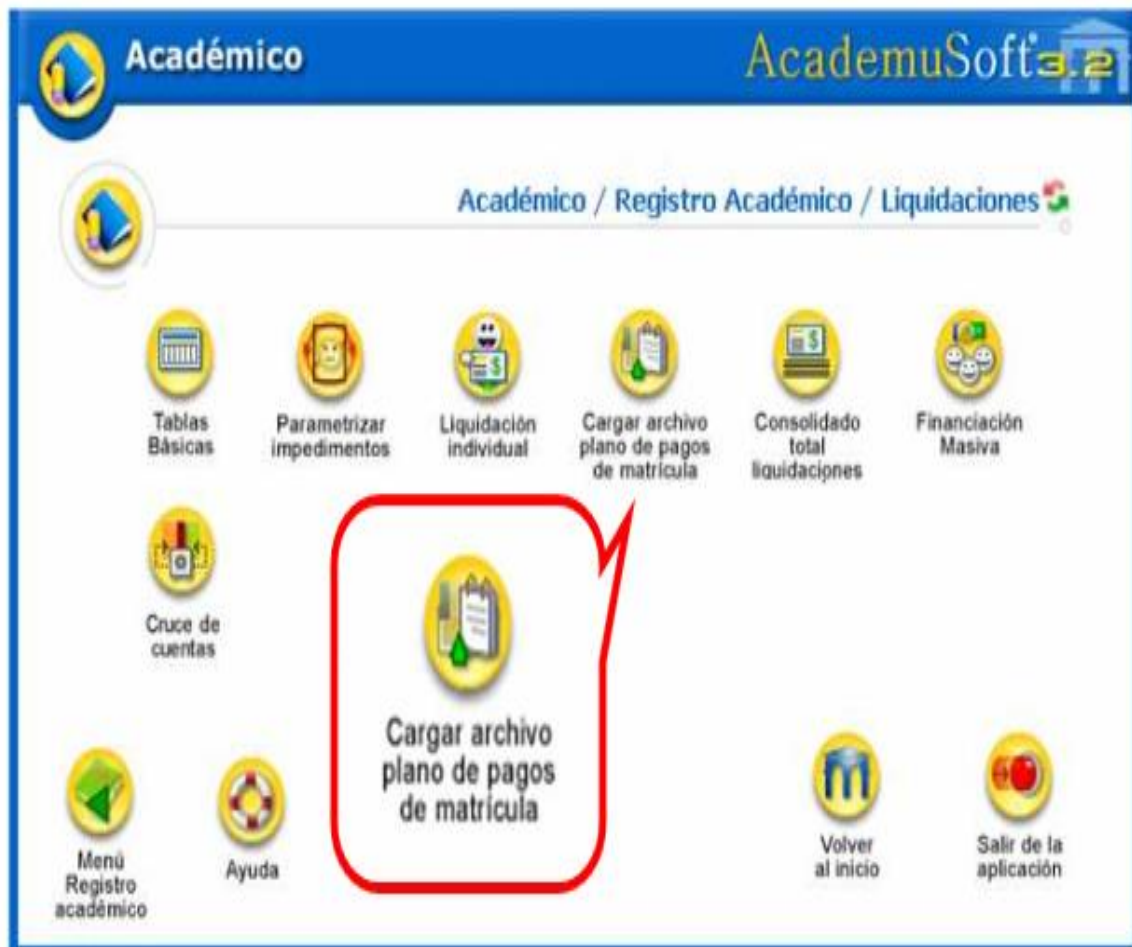 Académico
AcademuSoft 3.2
Académico / Registro Académico / Liquidaciones
Tablas
Básicas
Parametrizar
impedimentos
Liquidación
individual
Cargar archivo
plano de pagos
de matrícula
Consolidado
total
liquidaciones
Financiación
Masiva
Cruce de
cuentas
Cargar archivo
plano de pagos
de matrícula
Menú
Registro
académico
Ayuda
Volver
al inicio
Salir de la
aplicación